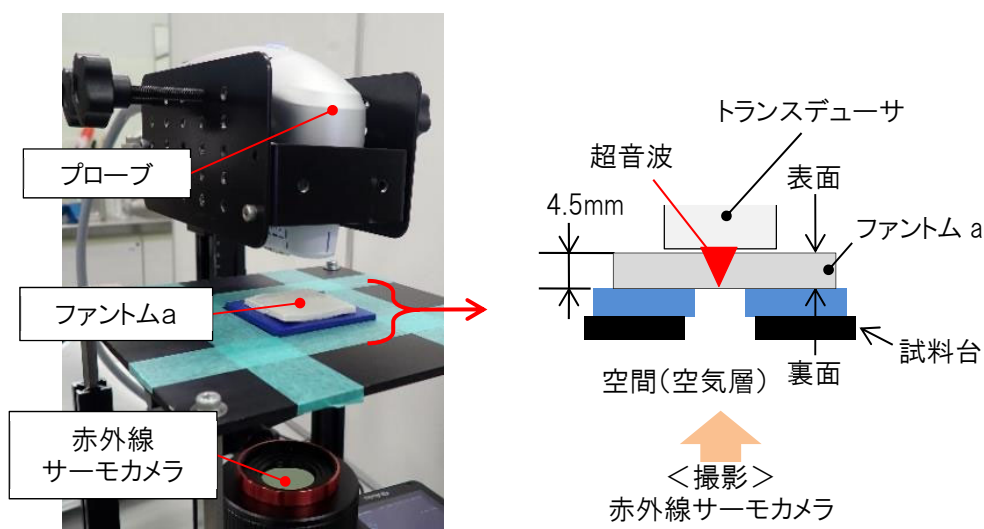 プローブ
ファントムa
赤外線
サーモカメラ
トランスデューサ
超音波
表面
4.5mm
ファントム a
試料台
空間(空気層)
裏面
＜撮影＞
赤外線サーモカメラ